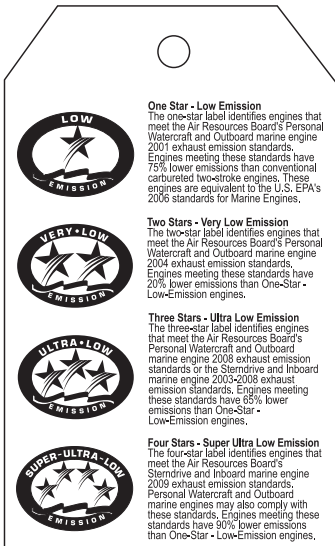 LOW
EMISSION
One Star - Low Emission
The one-star label identifies engines that
meet the Air Resources Board's Personal
Watercraft and Outboard marine engine
2001 exhaust emission standards.
Engines meeting these standards have
75% lower emissions than conventional
carbureted two-stroke engines. These
engines are equivalent to the U.S. EPA's
2006 standards for Marine Engines.
VERY•LOW
EMISSION
Two Stars - Very Low Emission
The two-star label identifies engines that
meet the Air Resources Board's Personal
Watercraft and Outboard marine engine
2004 exhaust emission standards.
Engines meeting these standards have
20% lower emissions than One-Star -
Low-Emission engines.
ULTRA•LOW
EMISSION
Three Stars - Ultra Low Emission
The three-star label identifies engines
that meet the Air Resources Board's
Personal Watercraft and Outboard
marine engine 2008 exhaust emission
standards or the Sterndrive and Inboard
marine engine 2003-2008 exhaust
emission standards. Engines meeting
these standards have 65% lower
emissions than One-Star -
Low-Emission engines.
SUPER-ULTRA-LOW
EMISSION
Four Stars - Super Ultra Low Emission
The four-star label identifies engines that
meet the Air Resources Board's
Sterndrive and Inboard marine engine
2009 exhaust emission standards.
Personal Watercraft and Outboard
marine engines may also comply with
these standards. Engines meeting these
standards have 90% lower emissions
than One-Star - Low-Emission engines.